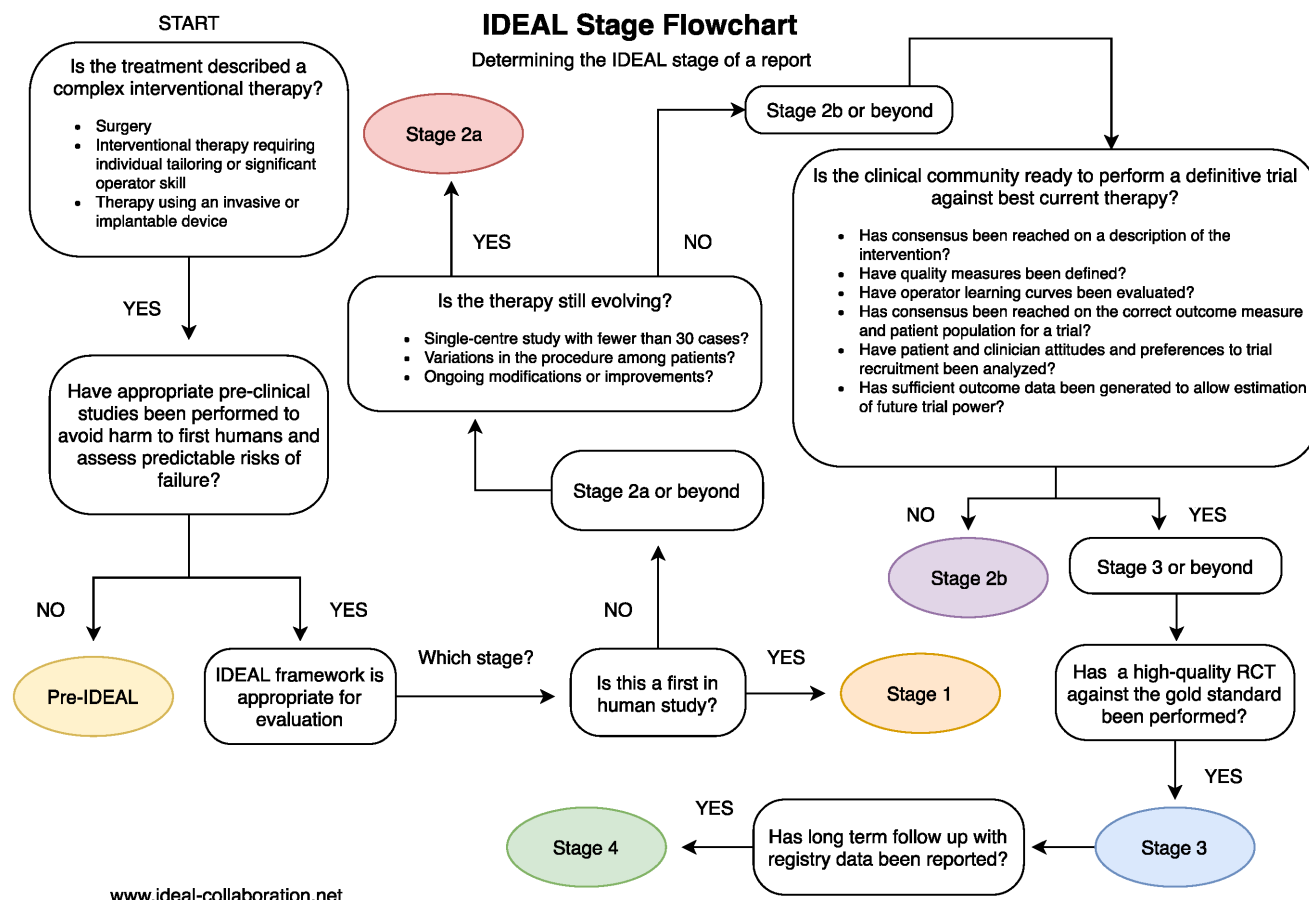 IDEAL Stage Flowchart
Determining the IDEAL stage of a report
START
Is the treatment described a
complex interventional therapy?
• Surgery
• Interventional therapy requiring
individual tailoring or significant
operator skill
• Therapy using an invasive or
implantable device
YES
Have appropriate pre-clinical
studies been performed to
avoid harm to first humans and
assess predictable risks of
failure?
NO
YES
Pre-IDEAL
IDEAL framework is
appropriate for
evaluation
Which stage?
Is this a first in
human study?
YES
Stage 1
NO
Stage 2a or beyond
Is the therapy still evolving?
• Single-centre study with fewer than 30 cases?
• Variations in the procedure among patients?
• Ongoing modifications or improvements?
YES
Stage 2a
NO
Stage 2b or beyond
Is the clinical community ready to perform a definitive trial
against best current therapy?
• Has consensus been reached on a description of the
intervention?
• Have quality measures been defined?
• Have operator learning curves been evaluated?
• Has consensus been reached on the correct outcome measure
and patient population for a trial?
• Have patient and clinician attitudes and preferences to trial
recruitment been analyzed?
• Has sufficient outcome data been generated to allow estimation
of future trial power?
NO
YES
Stage 2b
Stage 3 or beyond
Has a high-quality RCT
against the gold standard
been performed?
YES
Stage 3
Has long term follow up with
registry data been reported?
YES
Stage 4
www.ideal-collaboration.net